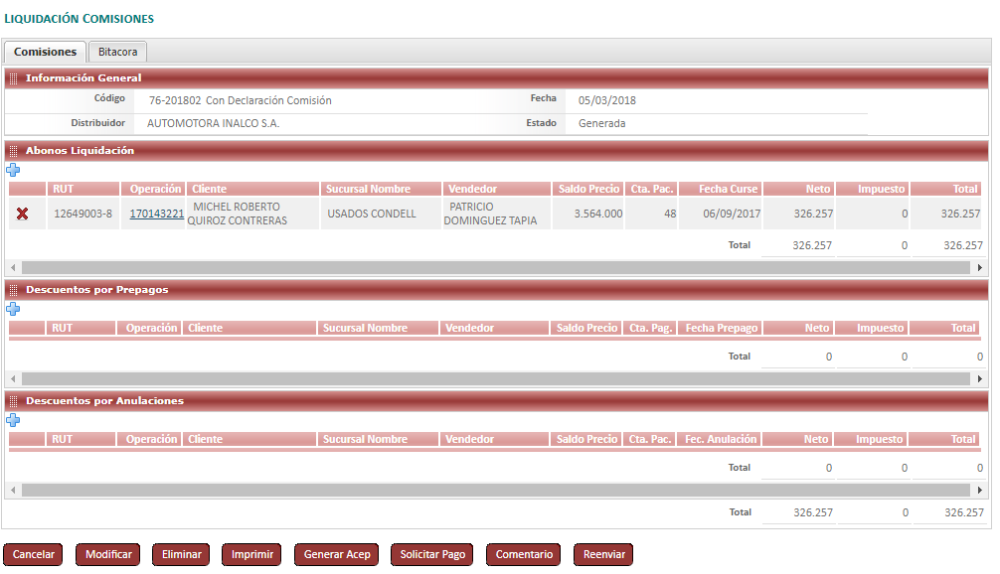 LIQUIDACIÓN COMISIONES
Comisiones Bitacora
Información General
Código 76-201802 Con Declaración Comisión Fecha 05/03/2018
Distribuidor AUTOMOTORA INALCO S.A. Estado Generada
Abonos Liquidación
RUT Operación Cliente Sucursal Nombre Vendedor Saldo Precio Cta. Pac. Fecha Curse Neto Impuesto Total
12649003-8 170143221 MICHEL ROBERTO QUIROZ CONTRERAS USADOS CONDELL PATRICIO DOMINGUEZ TAPIA 3.564.000 48 06/09/2017 326.257 0 326.257
Total 326.257 0 326.257
Descuentos por Prepagos
RUT Operación Cliente Sucursal Nombre Vendedor Saldo Precio Cta. Pag. Fecha Prepago Neto Impuesto Total
Total 0 0 0
Descuentos por Anulaciones
RUT Operación Cliente Sucursal Nombre Vendedor Saldo Precio Cta. Pac. Fec. Anulación Neto Impuesto Total
Total 0 0 0
Total 326.257 0 326.257
Cancelar Modificar Eliminar Imprimir Generar Acep Solicitar Pago Comentario Reenviar